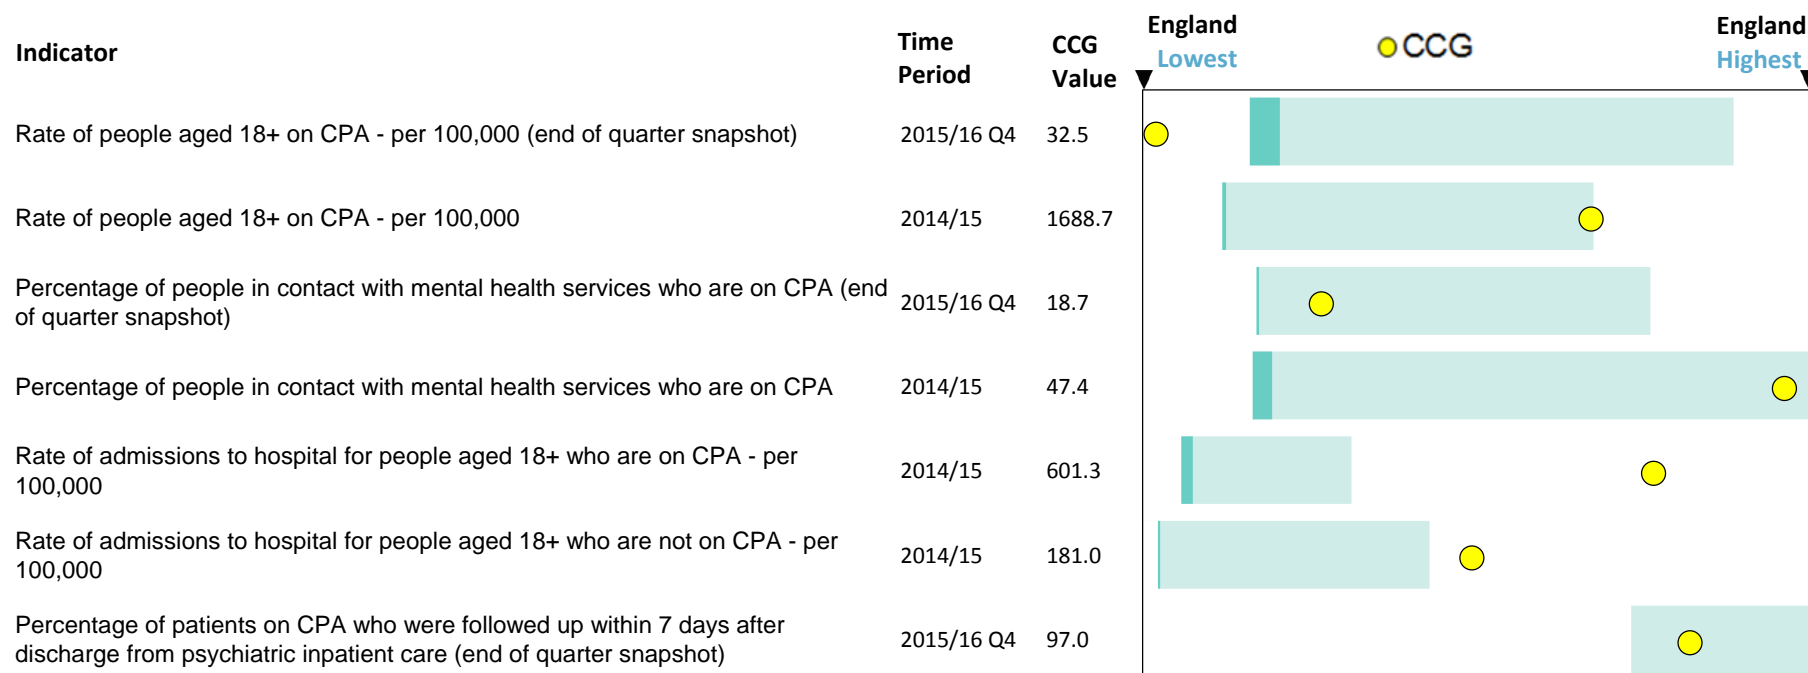 Indicator
Time Period
CCG Value
England Lowest
CCG
England Highest
Rate of people aged 18+ on CPA - per 100,000 (end of quarter snapshot) 2015/16 Q4 32.5
Rate of people aged 18+ on CPA - per 100,000 2014/15 1688.7
Percentage of people in contact with mental health services who are on CPA (end
of quarter snapshot) 2015/16 Q4 18.7
Percentage of people in contact with mental health services who are on CPA 2014/15 47.4
Rate of admissions to hospital for people aged 18+ who are on CPA - per
100,000 2014/15 601.3
Rate of admissions to hospital for people aged 18+ who are not on CPA - per
100,000 2014/15 181.0
Percentage of patients on CPA who were followed up within 7 days after
discharge from psychiatric inpatient care (end of quarter snapshot) 2015/16 Q4 97.0